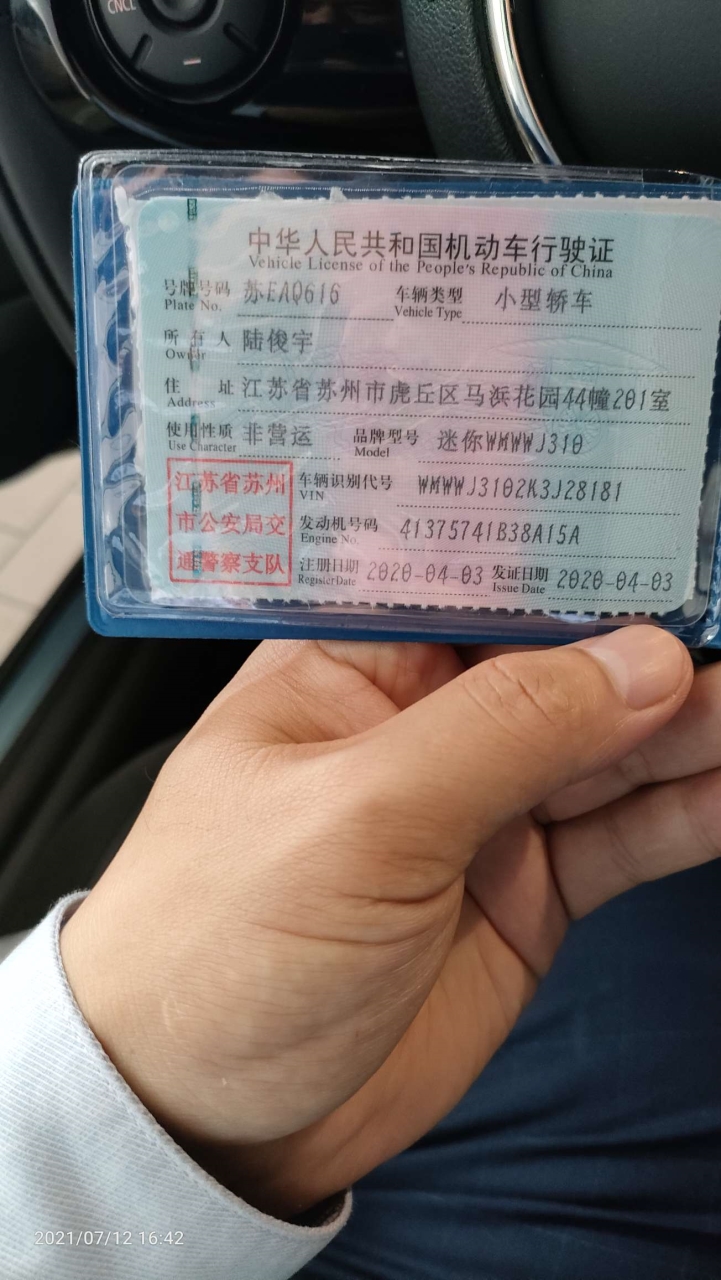 CNCL
中华人民共和国机动车行驶证
Vehicle License of the People's Republic of China
号牌号码 苏EAQ616 车辆类型 小型轿车
Plate No. Vehicle Type
所有人 陆俊宇
Owner
住址 江苏省苏州市虎丘区马浜花园44幢201室
Address
使用性质 非营运 品牌型号 迷你WMWWJ310
Use Character Model
江苏省苏州
市公安局交
通警察支队
车辆识别代号 WMWWJ3102K3J28181
VIN
发动机号码 41375741B38A15A
Engine No.
注册日期 2020-04-03 发证日期 2020-04-03
Register Date Issue Date
2021/07/12 16:42